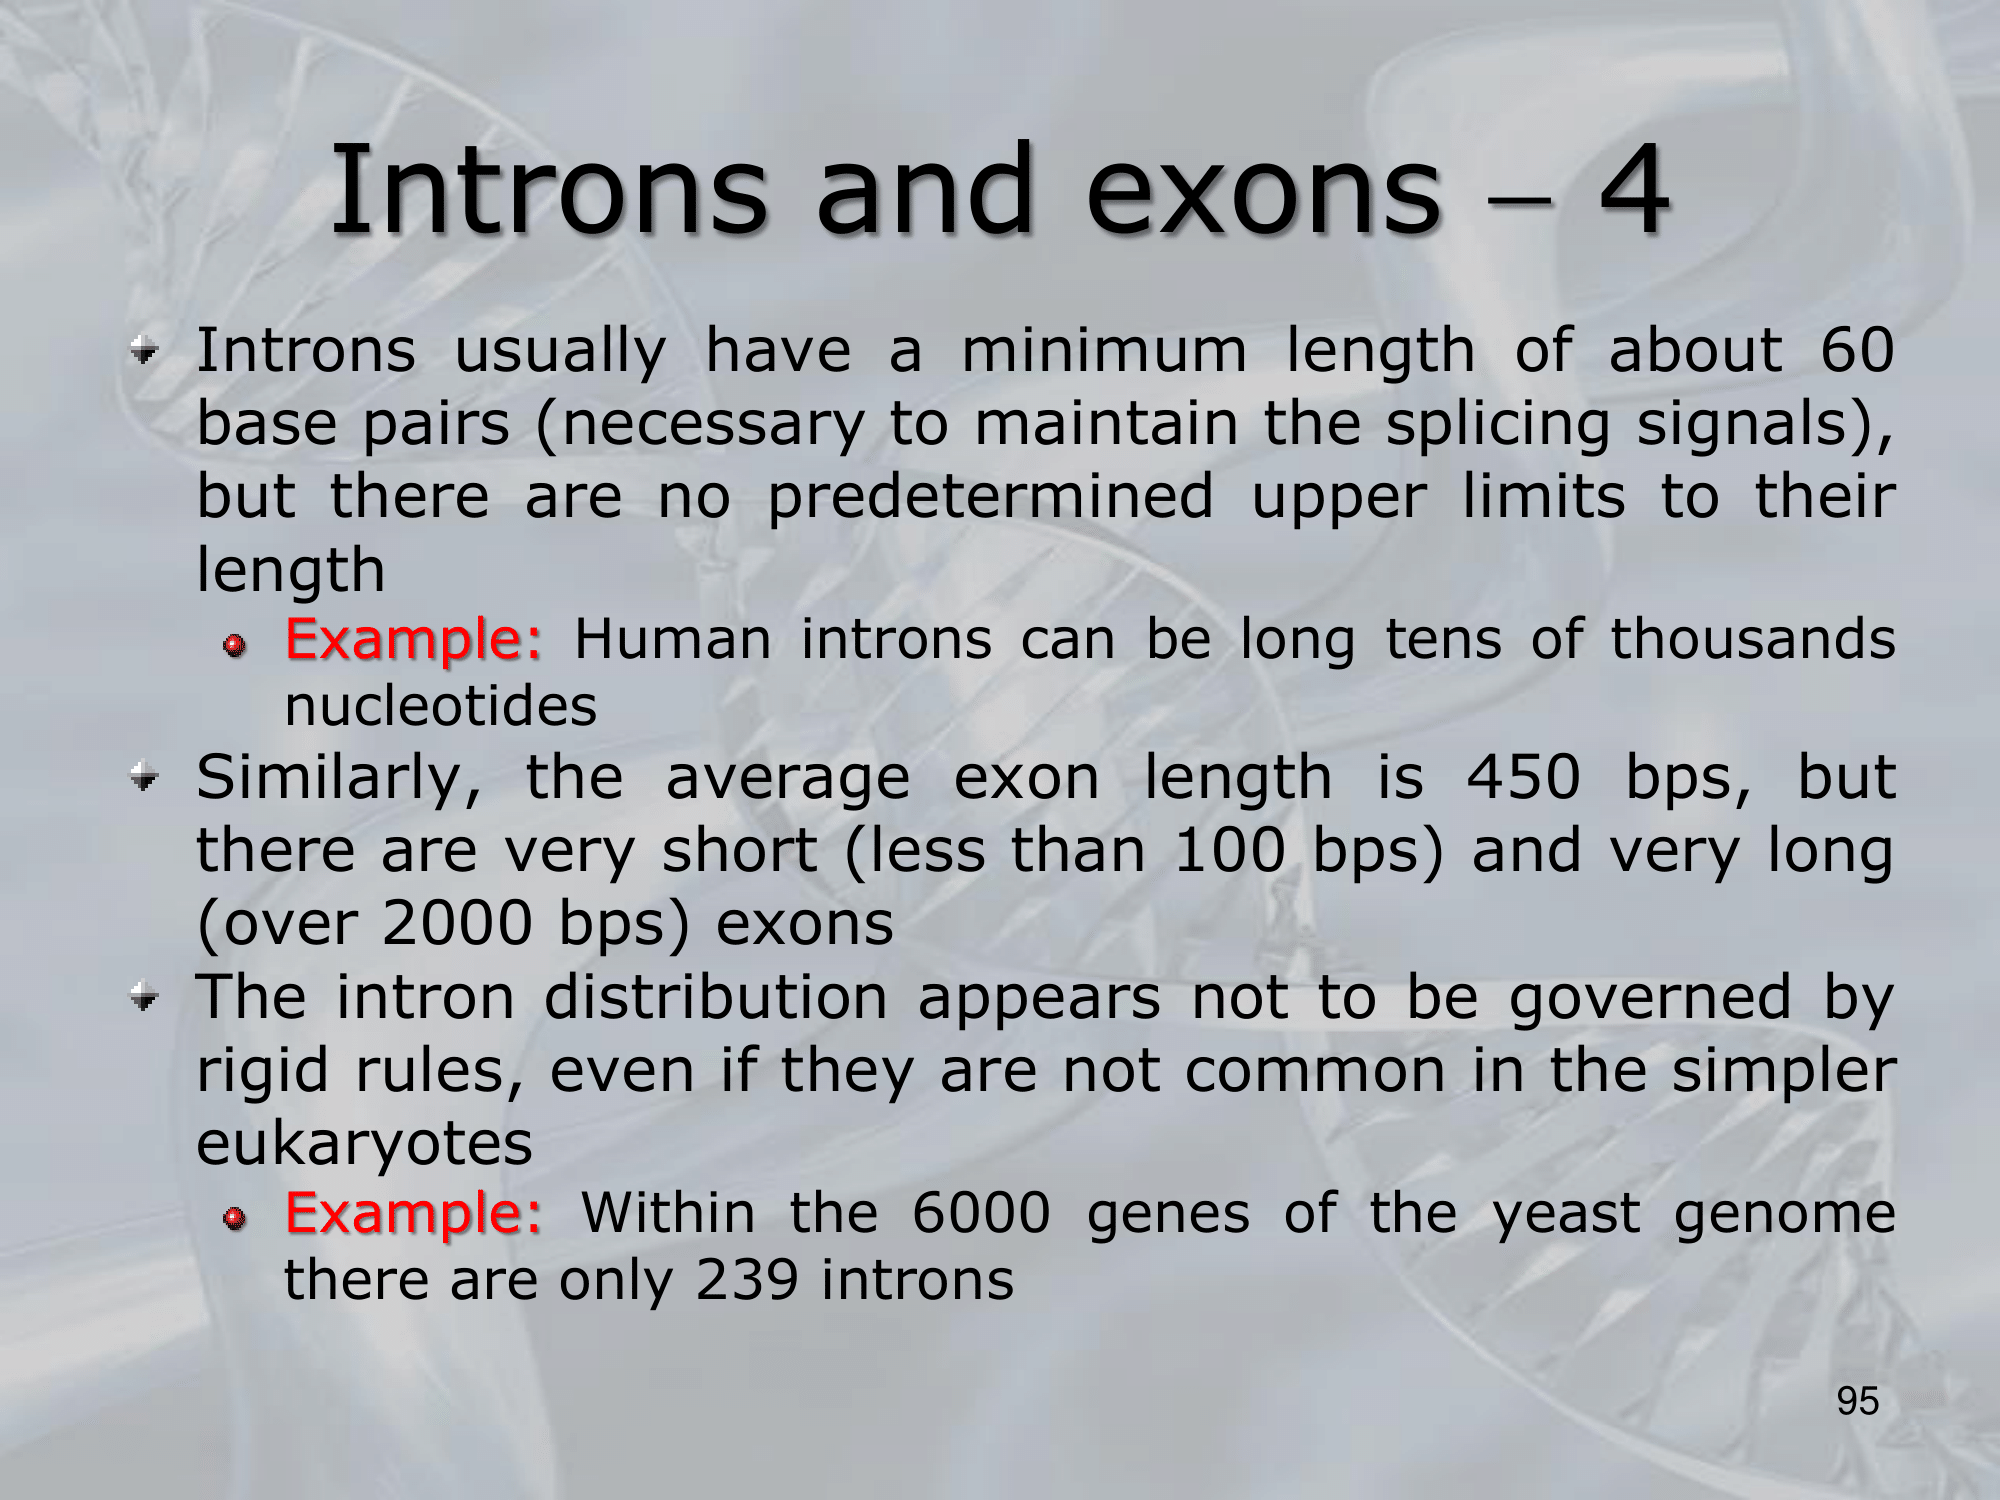 Introns and exons – 4
Introns usually have a minimum length of about 60
base pairs (necessary to maintain the splicing signals),
but there are no predetermined upper limits to their
length
Example: Human introns can be long tens of thousands
nucleotides
Similarly, the average exon length is 450 bps, but
there are very short (less than 100 bps) and very long
(over 2000 bps) exons
The intron distribution appears not to be governed by
rigid rules, even if they are not common in the simpler
eukaryotes
Example: Within the 6000 genes of the yeast genome
there are only 239 introns
95